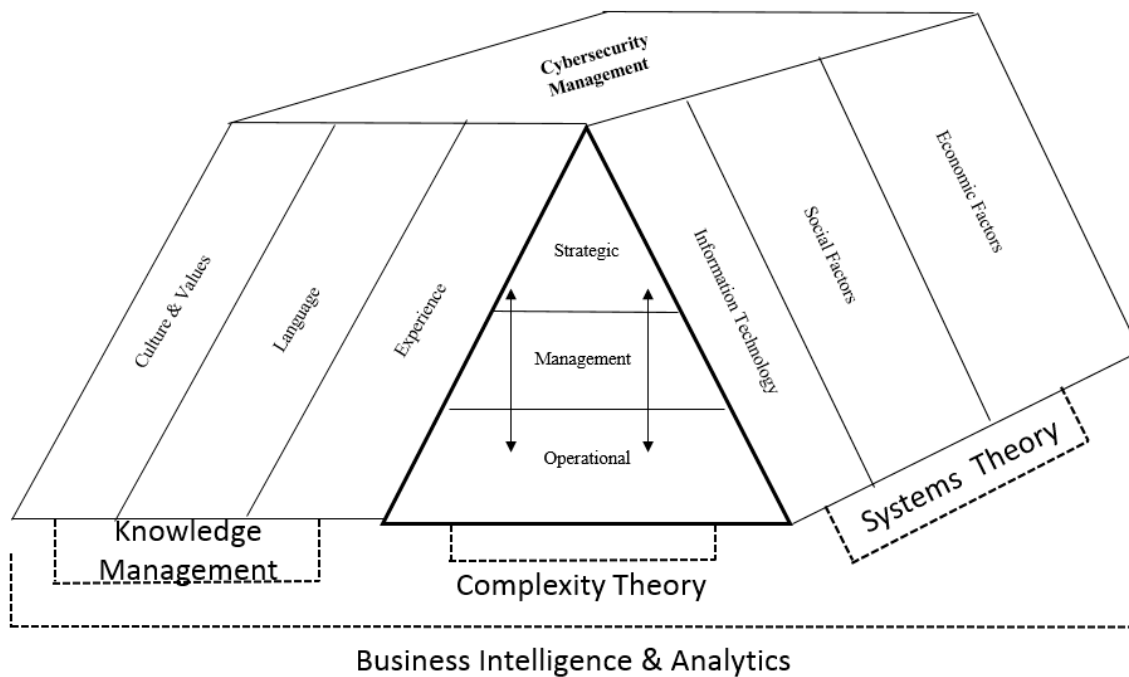 Cybersecurity
Management
Culture & Values
Language
Experience
Strategic
Management
Operational
Information Technology
Social Factors
Economic Factors
Knowledge
Management
Complexity Theory
Systems Theory
Business Intelligence & Analytics